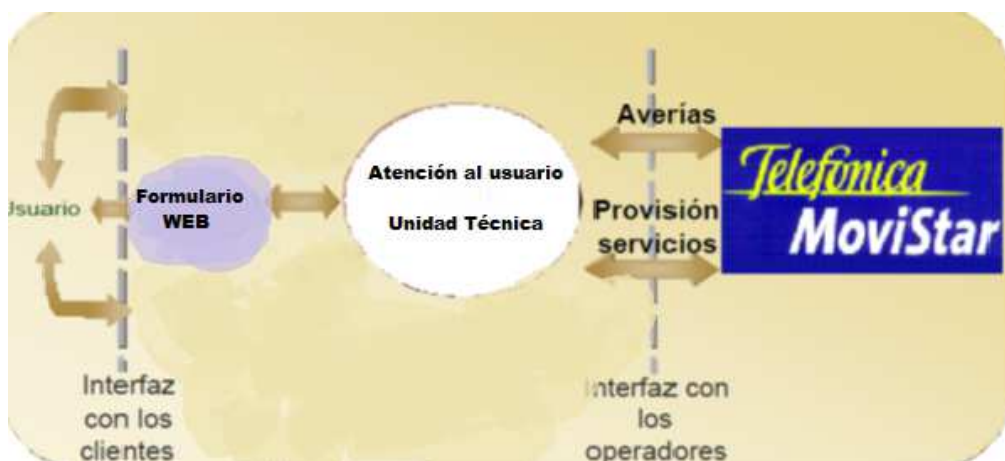 Usuario
Formulario
WEB
Atención al usuario
Unidad Técnica
Averías
Provisión
servicios
Telefónica
MoviStar
Interfaz
con los
clientes
Interfaz con
los
operadores